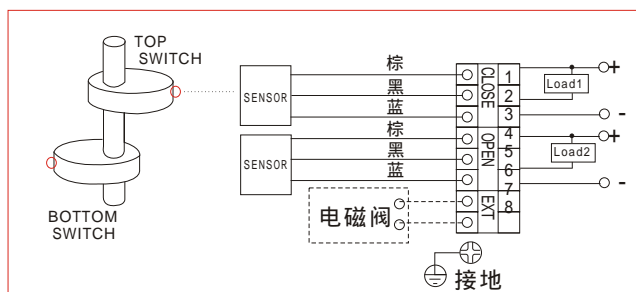 TOP
SWITCH
BOTTOM
SWITCH
SENSOR
SENSOR
棕
黑
蓝
棕
黑
蓝
电磁阀
接地
CLOSE
OPEN
EXT
1
2
3
4
5
6
7
8
Load1
Load2
+
-
+
-